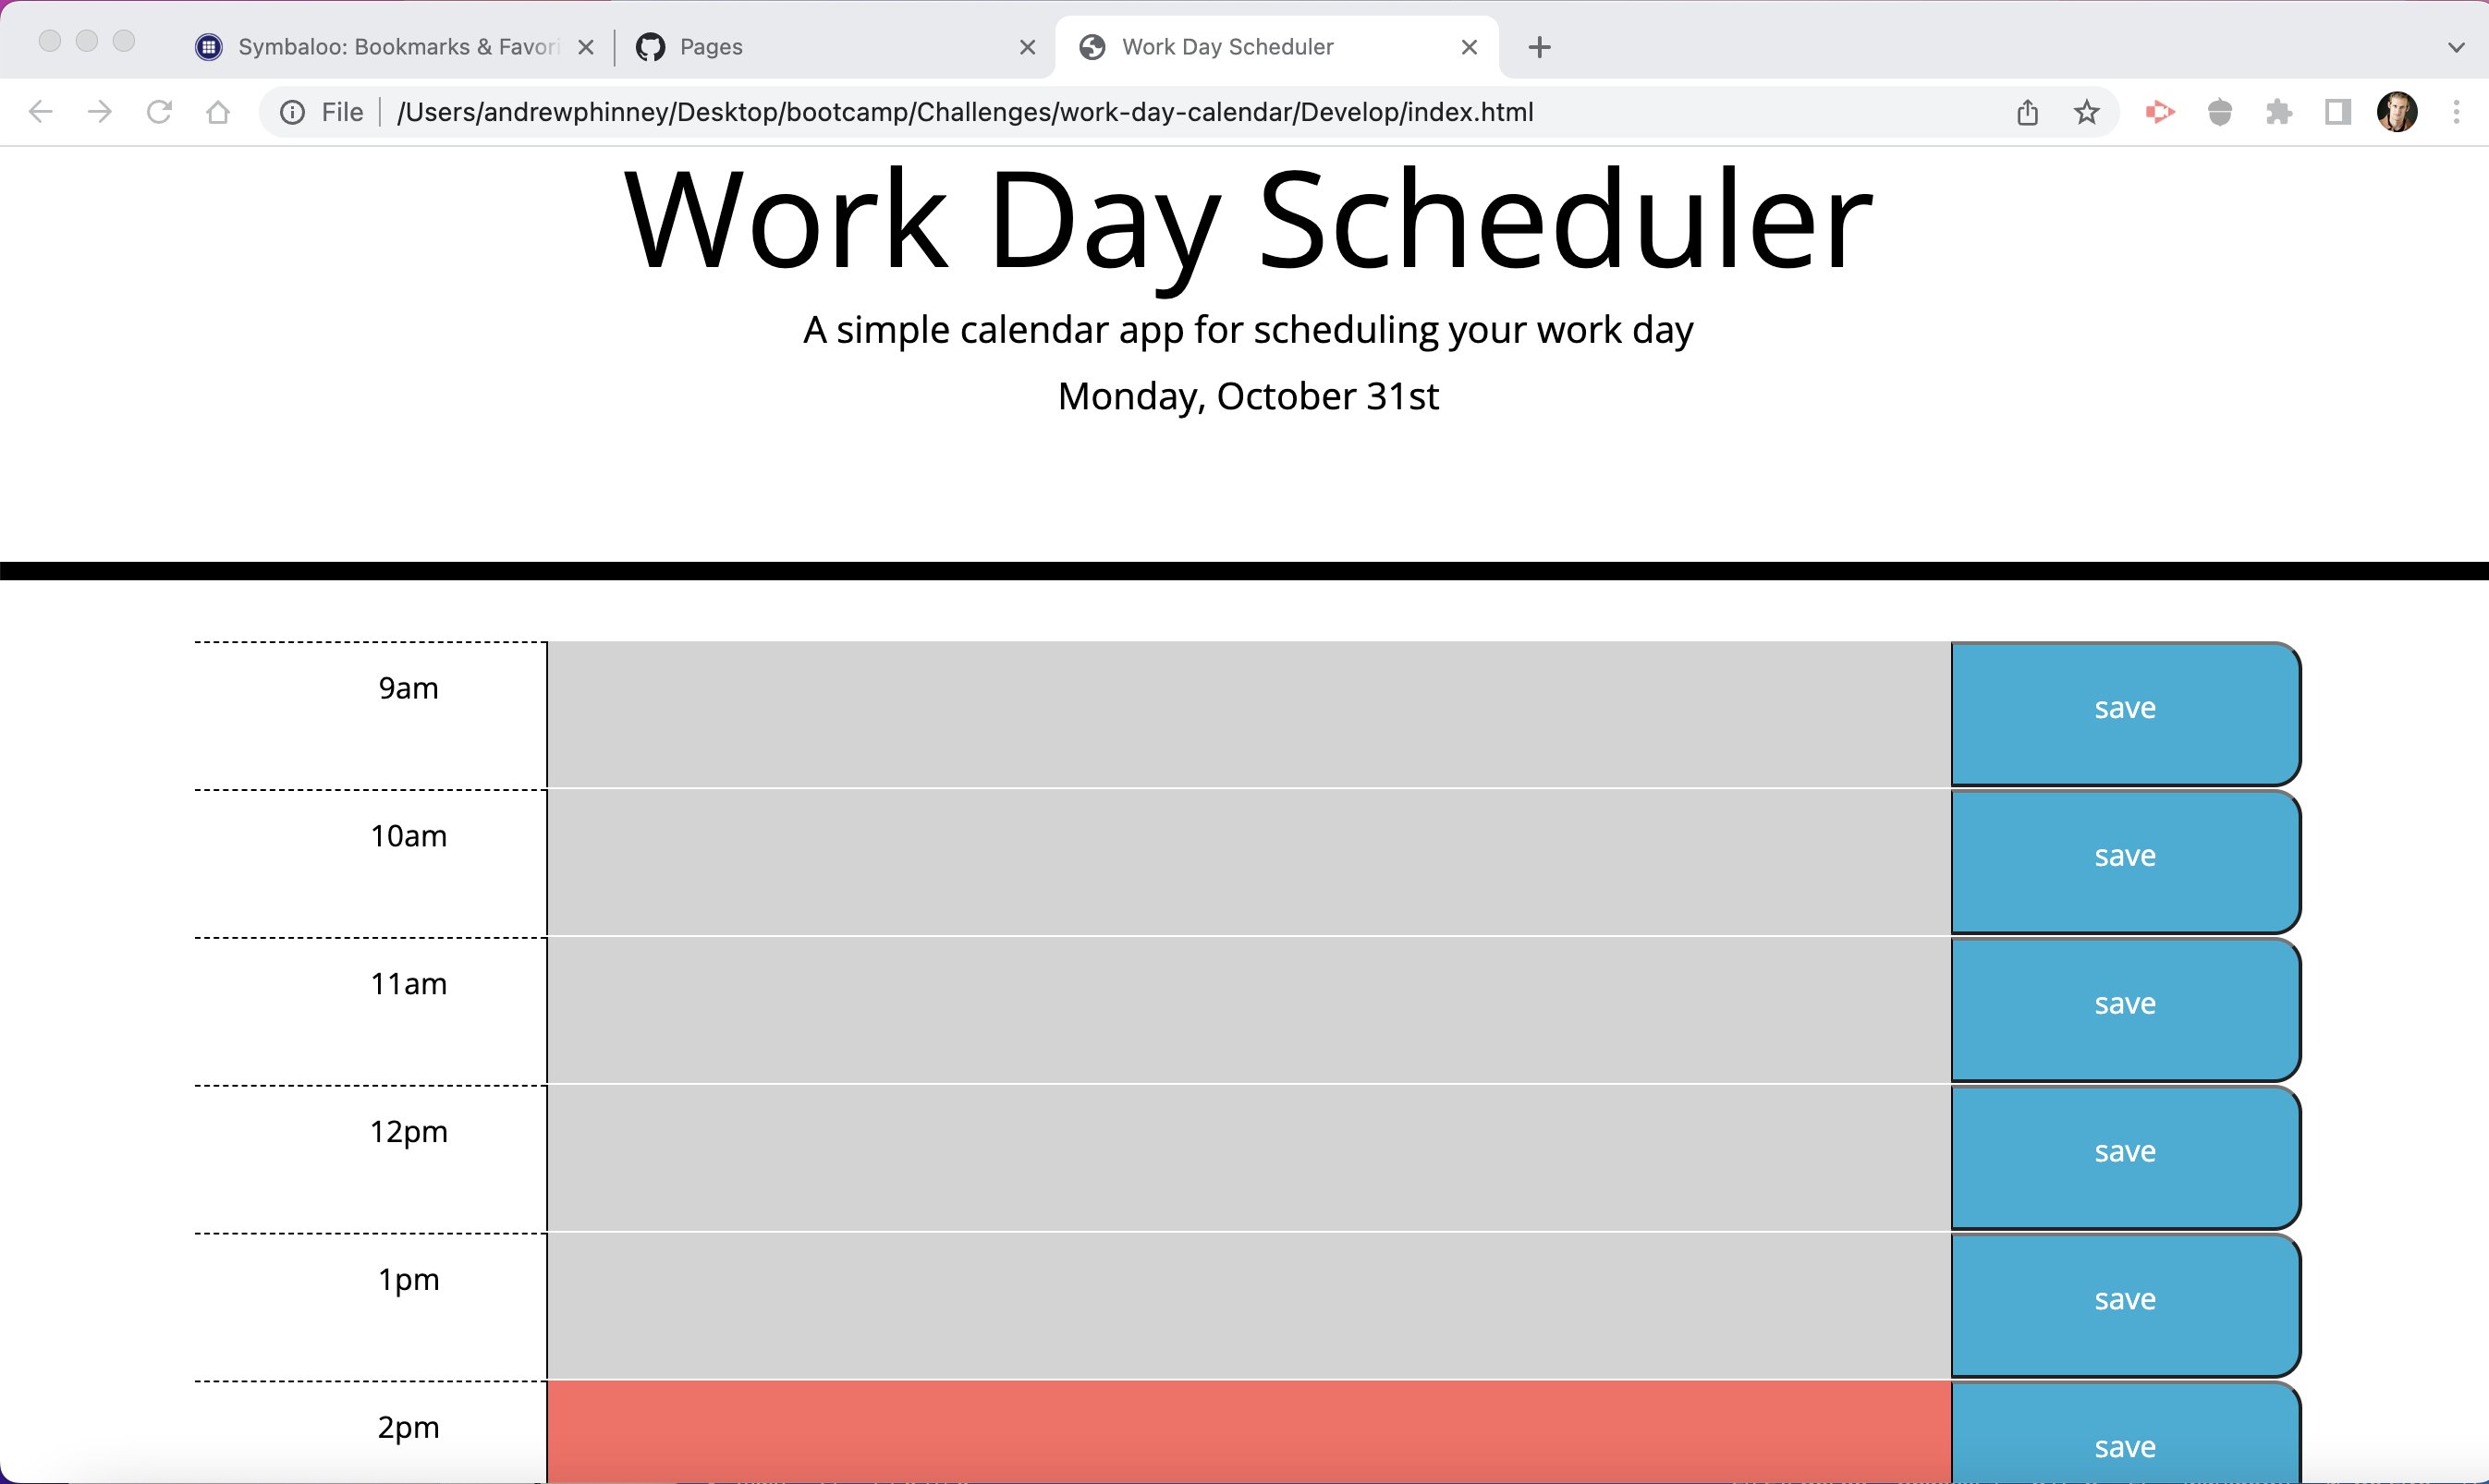 Symbaloo: Bookmarks & Favori
Pages
Work Day Scheduler
File
/Users/andrewphinney/Desktop/bootcamp/Challenges/work-day-calendar/Develop/index.html
Work Day Scheduler
A simple calendar app for scheduling your work day
Monday, October 31st
9am
save
10am
save
11am
save
12pm
save
1pm
save
2pm
save